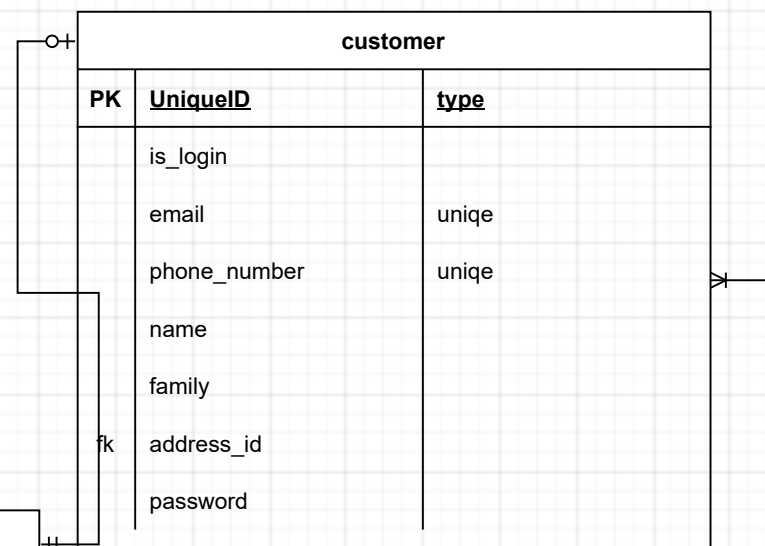 customer
PK UniqueID type
is_login
email uniqe
phone_number uniqe
name
family
fk address_id
password